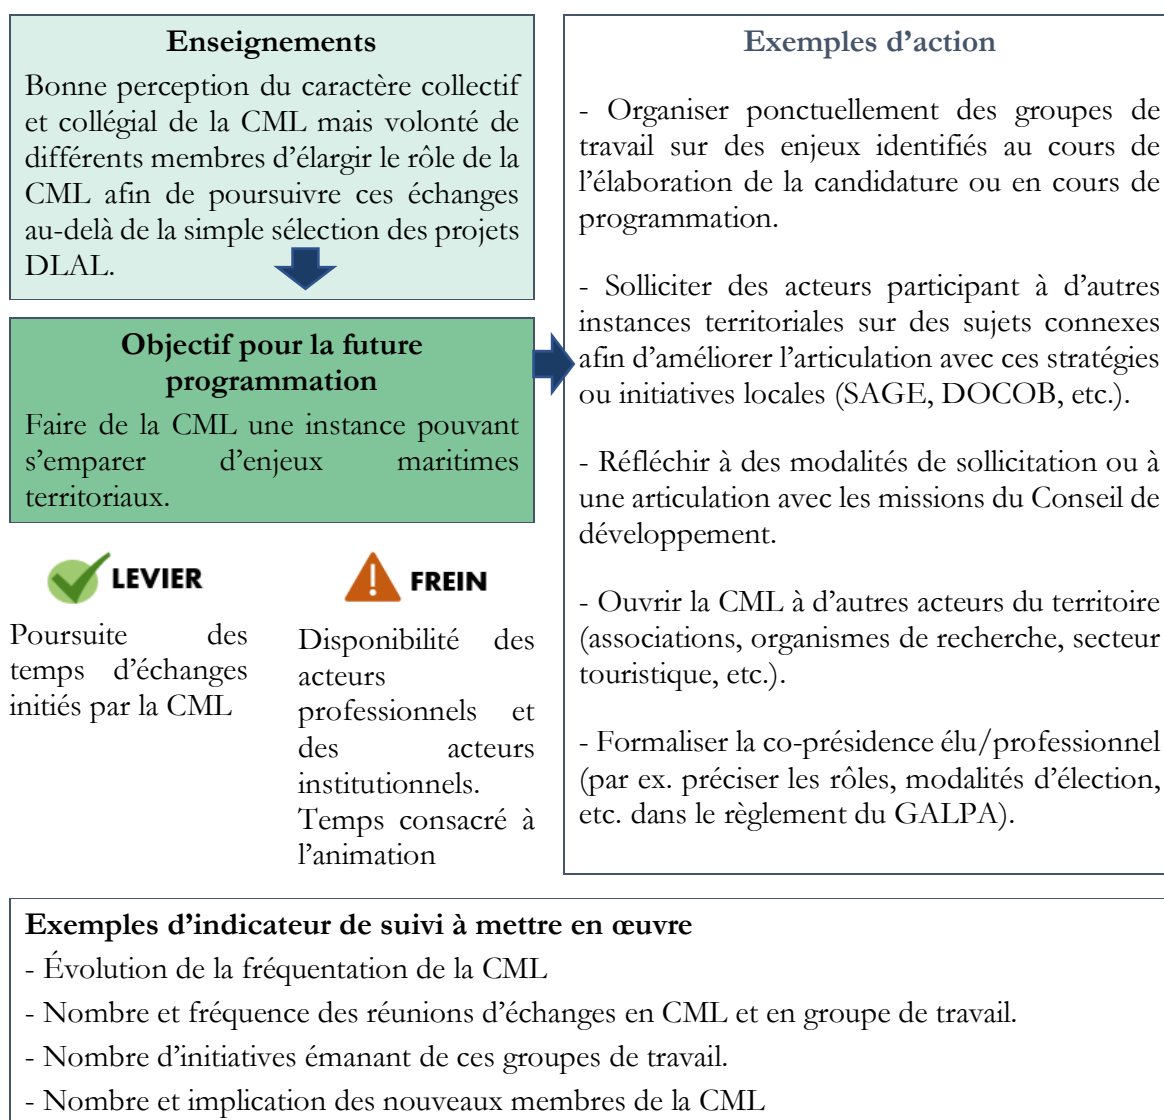 Enseignements
Bonne perception du caractère collectif
et collégial de la CML mais volonté de
différents membres d’élargir le rôle de la
CML afin de poursuivre ces échanges
au-delà de la simple sélection des projets
DLAL.
Objectif pour la future
programmation
Faire de la CML une instance pouvant
s’emparer d’enjeux maritimes
territoriaux.
LEVIER
Poursuite des
temps d’échanges
initiés par la CML
FREIN
Disponibilité des
acteurs
professionnels et
des acteurs
institutionnels.
Temps consacré à
l’animation
Exemples d’action
- Organiser ponctuellement des groupes de
travail sur des enjeux identifiés au cours de
l’élaboration de la candidature ou en cours de
programmation.
- Solliciter des acteurs participant à d’autres
instances territoriales sur des sujets connexes
afin d’améliorer l’articulation avec ces stratégies
ou initiatives locales (SAGE, DOCOB, etc.).
- Réfléchir à des modalités de sollicitation ou à
une articulation avec les missions du Conseil de
développement.
- Ouvrir la CML à d’autres acteurs du territoire
(associations, organismes de recherche, secteur
touristique, etc.).
- Formaliser la co-présidence élu/professionnel
(par ex. préciser les rôles, modalités d’élection,
etc. dans le règlement du GALPA).
Exemples d’indicateur de suivi à mettre en œuvre
- Évolution de la fréquentation de la CML
- Nombre et fréquence des réunions d’échanges en CML et en groupe de travail.
- Nombre d’initiatives émanant de ces groupes de travail.
- Nombre et implication des nouveaux membres de la CML